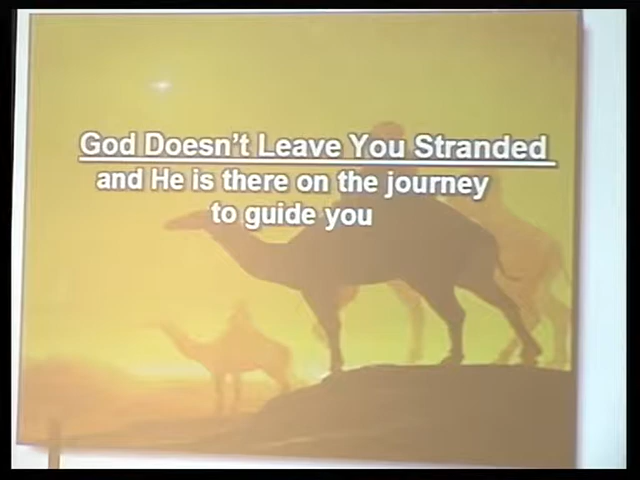 God Doesn't Leave You Stranded
and He is there on the journey
to guide you